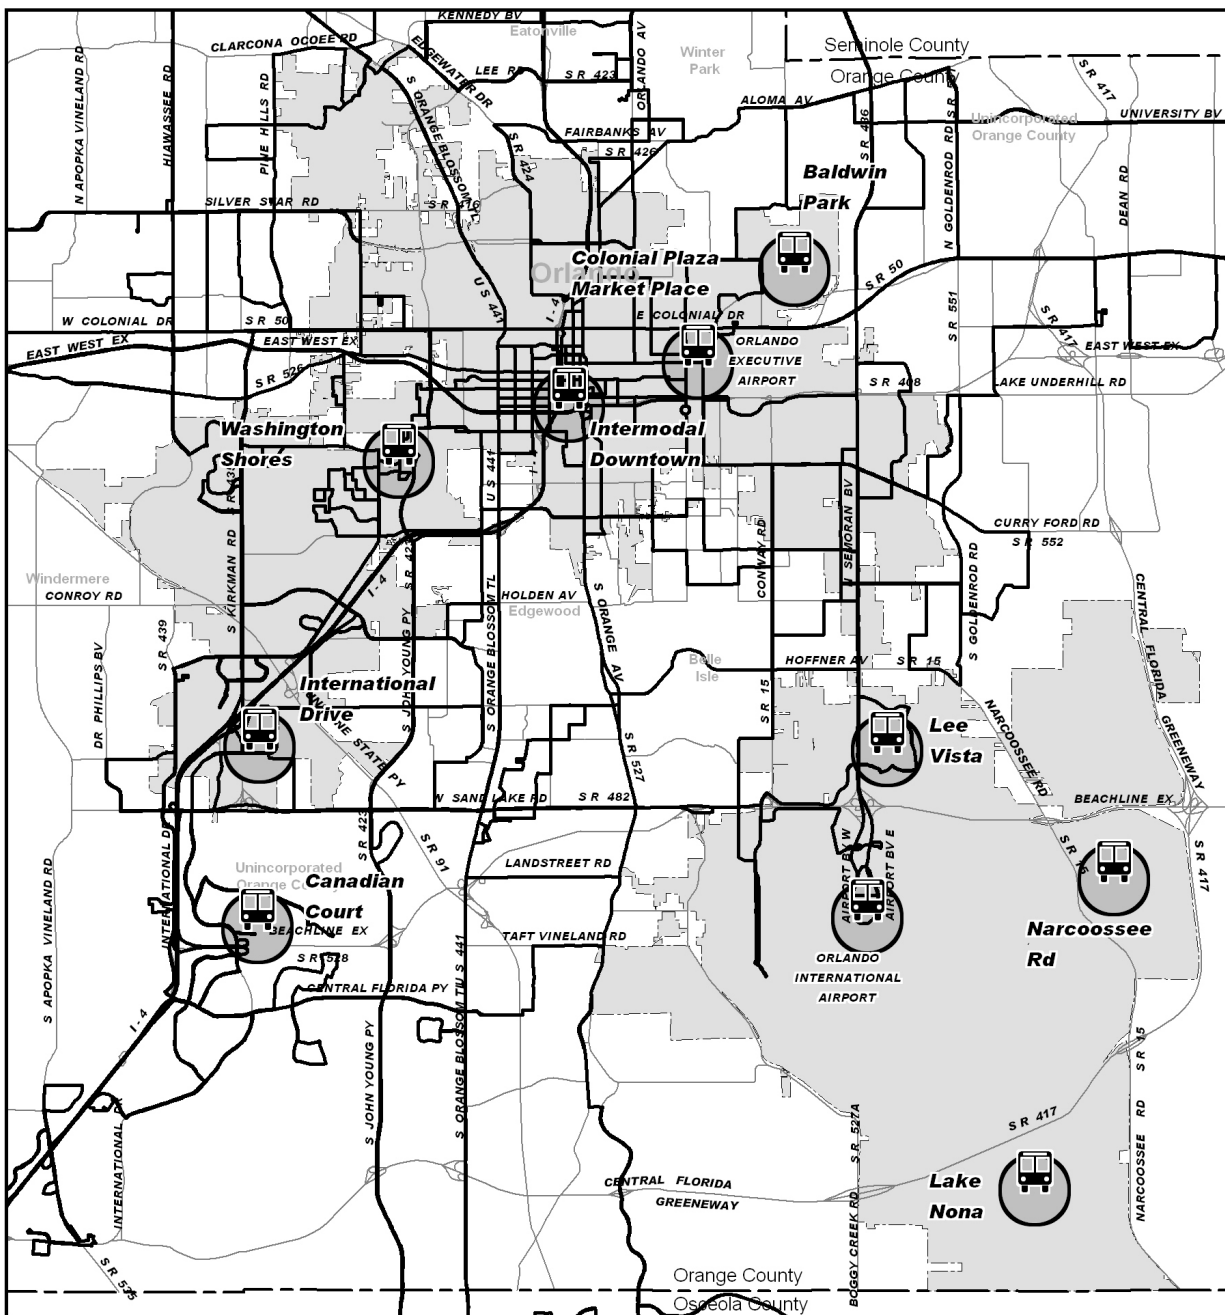 KENNEDY BV
Eatonville
CLARCONA OCOEE RD
EDGEWATER DR
ORLANDO AV
Winter
Park
Seminole County
Orange County
LEE RD
S R 423
S R 417
N APOPKA VINELAND RD
HIAWASSEE RD
PINE HILLS RD
S ORANGE BLOSSOM TL
ALOMA AV
S R 436
UNIVERSITY BV
Unincorporated
Orange County
FAIRBANKS AV
S R 426
S R 424
Baldwin
Park
N GOLDENROD RD
DEAN RD
SILVER STAR RD
S R 416
Colonial Plaza
Market Place
Orlando
U S 441
I - 4
S R 50
W COLONIAL DR
S R 50
E COLONIAL DR
S R 551
S R 417
EAST WEST EX
EAST WEST EX
ORLANDO
EXECUTIVE
AIRPORT
EAST WEST EX
S R 526
S R 408
LAKE UNDERHILL RD
Washington
Shores
Intermodal
Downtown
U S 441
I - 4
S KIRKMAN RD
CONWAY RD
N SEMORAN BV
CURRY FORD RD
S R 552
Windermere
CONROY RD
I - 4
HOLDEN AV
Edgewood
S GOLDENROD RD
CENTRAL FLORIDA GREENEWAY
S R 439
S JOHN YOUNG PY
S ORANGE BLOSSOM TL
S ORANGE AV
Belle
Isle
HOFFNER AV
S R 15
DR PHILLIPS BV
International
Drive
S R 15
NARCOOSSEE RD
Lee
Vista
S R 527
W SAND LAKE RD
S R 482
BEACHLINE EX
S R 423
S R 91
LANDSTREET RD
AIRPORT BV W
AIRPORT BV E
S R 417
Unincorporated
Canadian
Court
S APOPKA VINELAND RD
INTERNATIONAL DR
BEACHLINE EX
S R 528
TAFT VINELAND RD
Narcoossee
Rd
ORLANDO
INTERNATIONAL
AIRPORT
CENTRAL FLORIDA PY
I - 4
U S 441
S JOHN YOUNG PY
S ORANGE BLOSSOM TL
S R 15
S R 417
S R 527A
NARCOOSSEE RD
Lake
Nona
CENTRAL FLORIDA
GREENEWAY
BOGGY CREEK RD
S R 535
Orange County
Osceola County